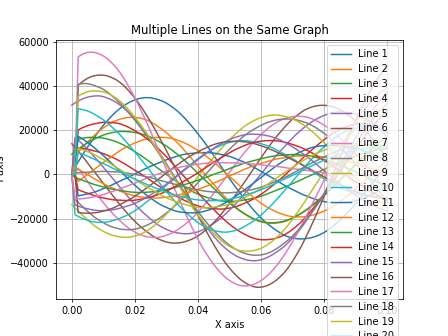 Multiple Lines on the Same Graph
60000
40000
20000
0
−20000
−40000
0.00
0.02
0.04
0.06
X axis
axis
Line 1
Line 2
Line 3
Line 4
Line 5
Line 6
Line 7
Line 8
Line 9
Line 10
Line 11
Line 12
Line 13
Line 14
Line 15
Line 16
Line 17
Line 18
Line 19
Line 20